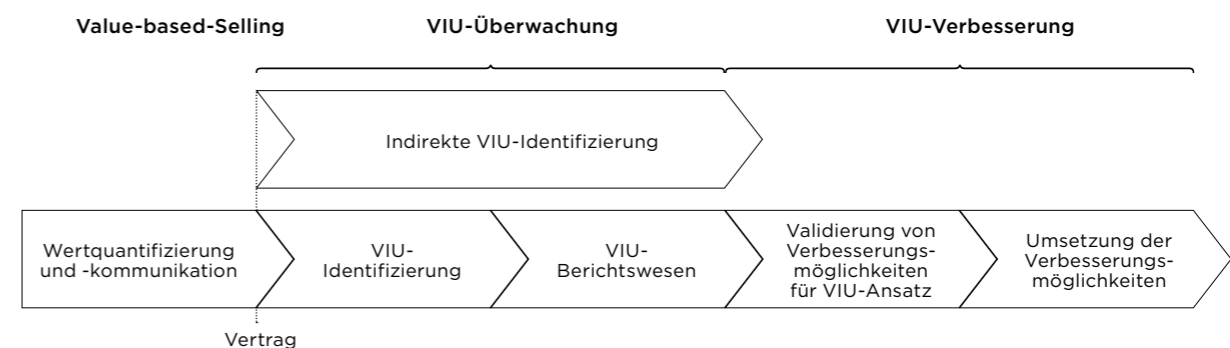 Value-based-Selling
VIU-Überwachung
VIU-Verbesserung
Indirekte VIU-Identifizierung
Wertquantifizierung
und -kommunikation
VIU-
Identifizierung
VIU-
Berichtswesen
Validierung von
Verbesserungs-
möglichkeiten
für VIU-Ansatz
Umsetzung der
Verbesserungs-
möglichkeiten
Vertrag